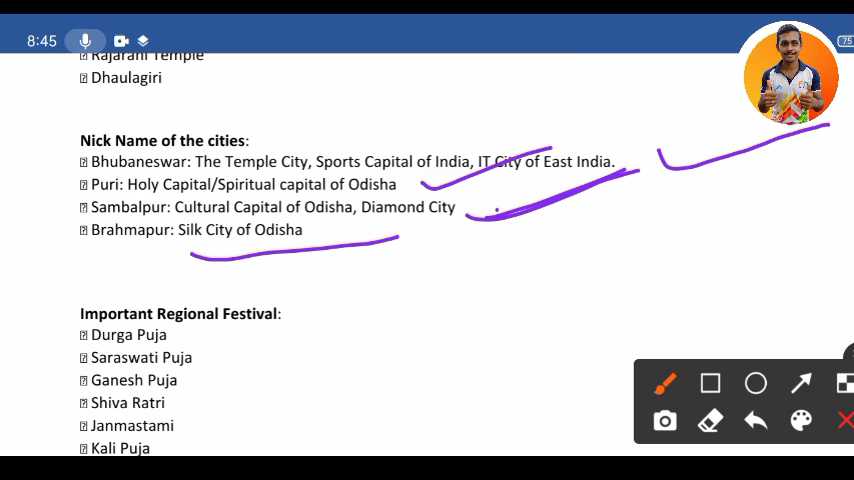 8:45
75
Rajarani Temple
Dhaulagiri
Nick Name of the cities:
Bhubaneswar: The Temple City, Sports Capital of India, IT City of East India.
Puri: Holy Capital/Spiritual capital of Odisha
Sambalpur: Cultural Capital of Odisha, Diamond City
Brahmapur: Silk City of Odisha
Important Regional Festival:
Durga Puja
Saraswati Puja
Ganesh Puja
Shiva Ratri
Janmastami
Kali Puja